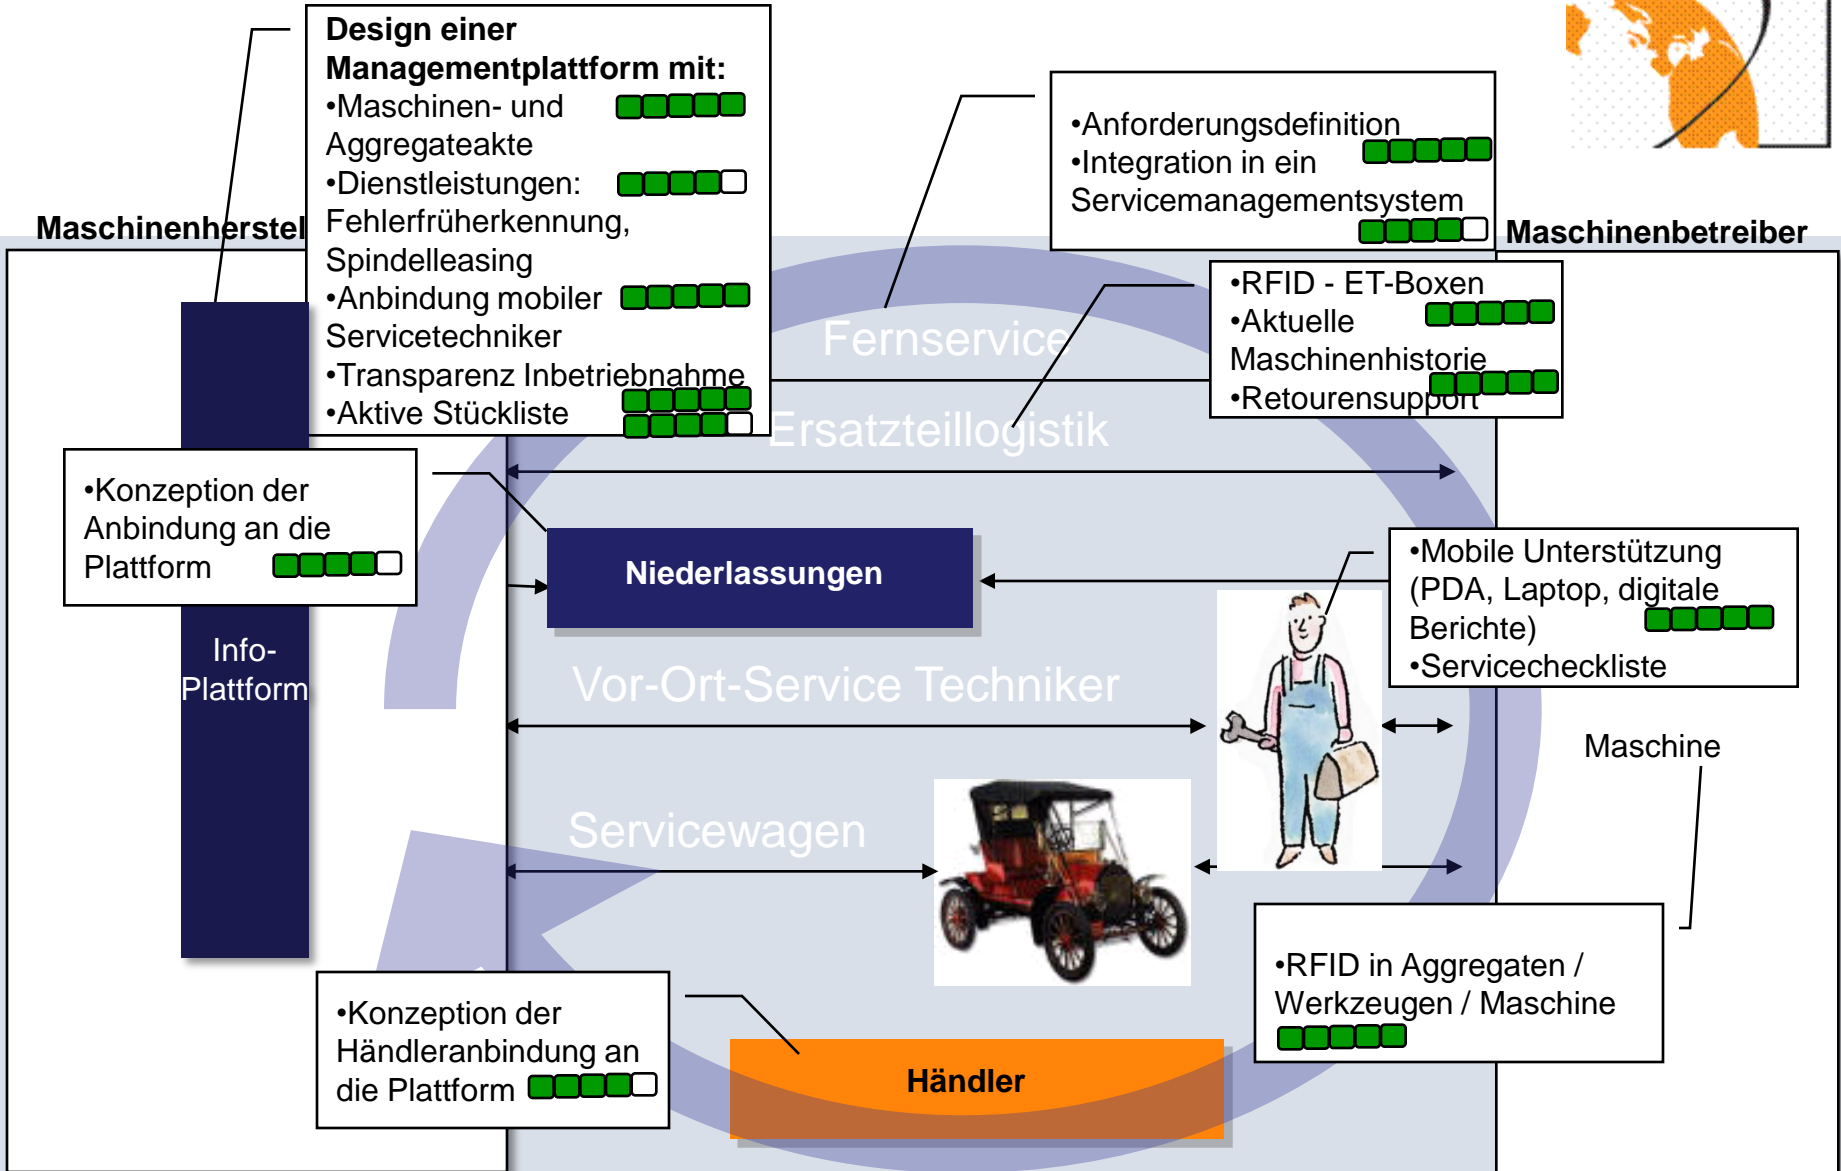 Design einer
Managementplattform mit:
•Maschinen- und
Aggregateakte
•Dienstleistungen:
Fehlerfrüherkennung,
Spindelleasing
•Anbindung mobiler
Servicetechniker
•Transparenz Inbetriebnahme
•Aktive Stückliste
•Anforderungsdefinition
•Integration in ein
Servicemanagementsystem
Maschinenherstel
Maschinenbetreiber
•RFID - ET-Boxen
•Aktuelle
Maschinenhistorie
•Retourensupport
Fernservice
Ersatzteillogistik
•Konzeption der
Anbindung an die
Plattform
Niederlassungen
•Mobile Unterstützung
(PDA, Laptop, digitale
Berichte)
•Servicecheckliste
Info-
Plattform
Vor-Ort-Service Techniker
Maschine
Servicewagen
•RFID in Aggregaten /
Werkzeugen / Maschine
•Konzeption der
Händleranbindung an
die Plattform
Händler